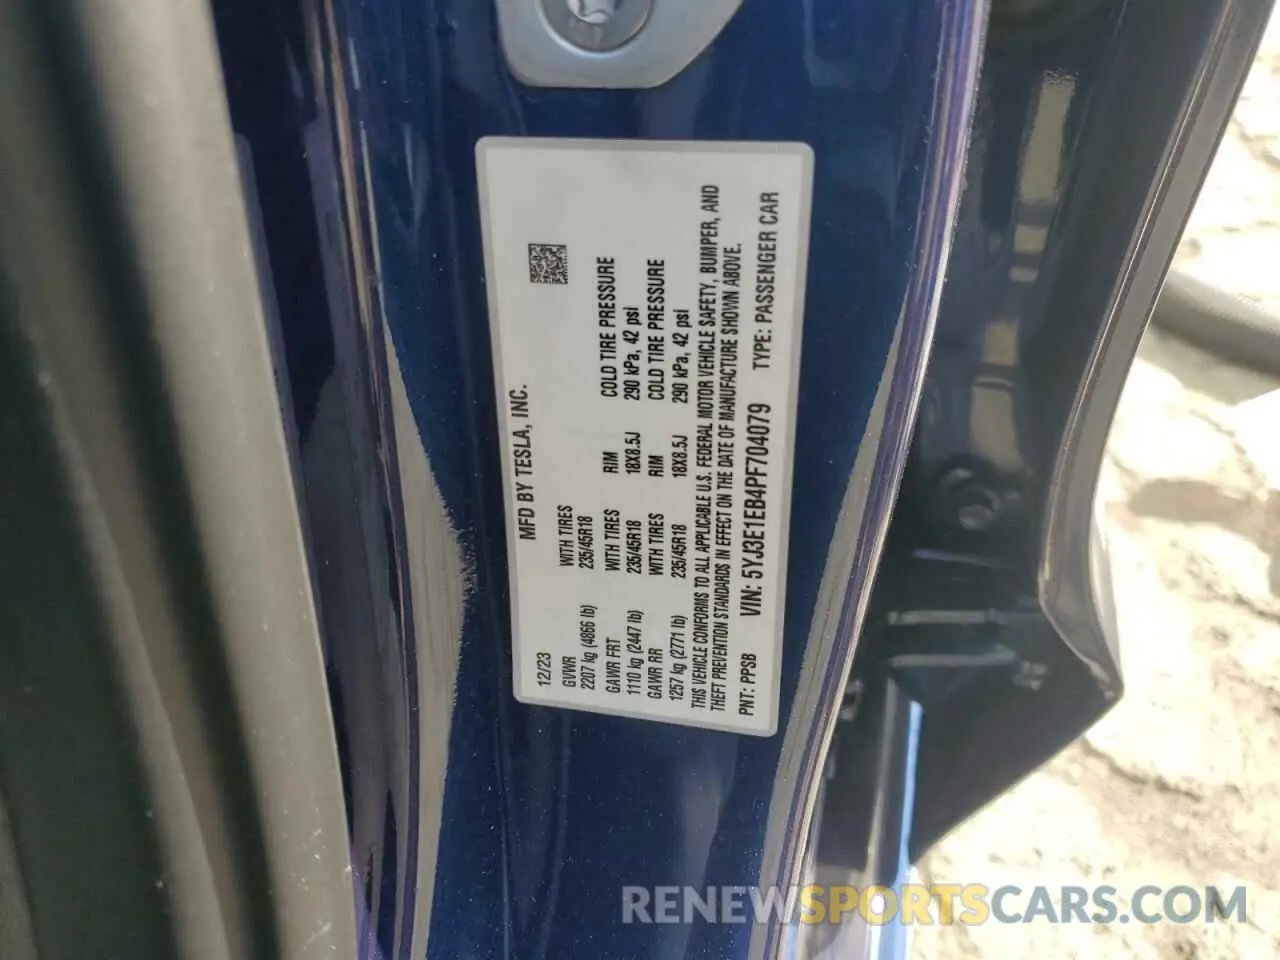 MFD BY TESLA, INC.
12/23
GVWR WITH TIRES
2207 kg (4866 lb) 235/45R18
GAWR FRT WITH TIRES RIM COLD TIRE PRESSURE
1110 kg (2447 lb) 235/45R18 18X8.5J 290 kPa, 42 psi
GAWR RR WITH TIRES RIM COLD TIRE PRESSURE
1257 kg (2771 lb) 235/45R18 18X8.5J 290 kPa, 42 psi
THIS VEHICLE CONFORMS TO ALL APPLICABLE U.S. FEDERAL MOTOR VEHICLE SAFETY, BUMPER, AND
THEFT PREVENTION STANDARDS IN EFFECT ON THE DATE OF MANUFACTURE SHOWN ABOVE.
PNT: PPSB VIN: 5YJ3E1EB4PF704079 TYPE: PASSENGER CAR
RENEWSPORTSCARS.COM